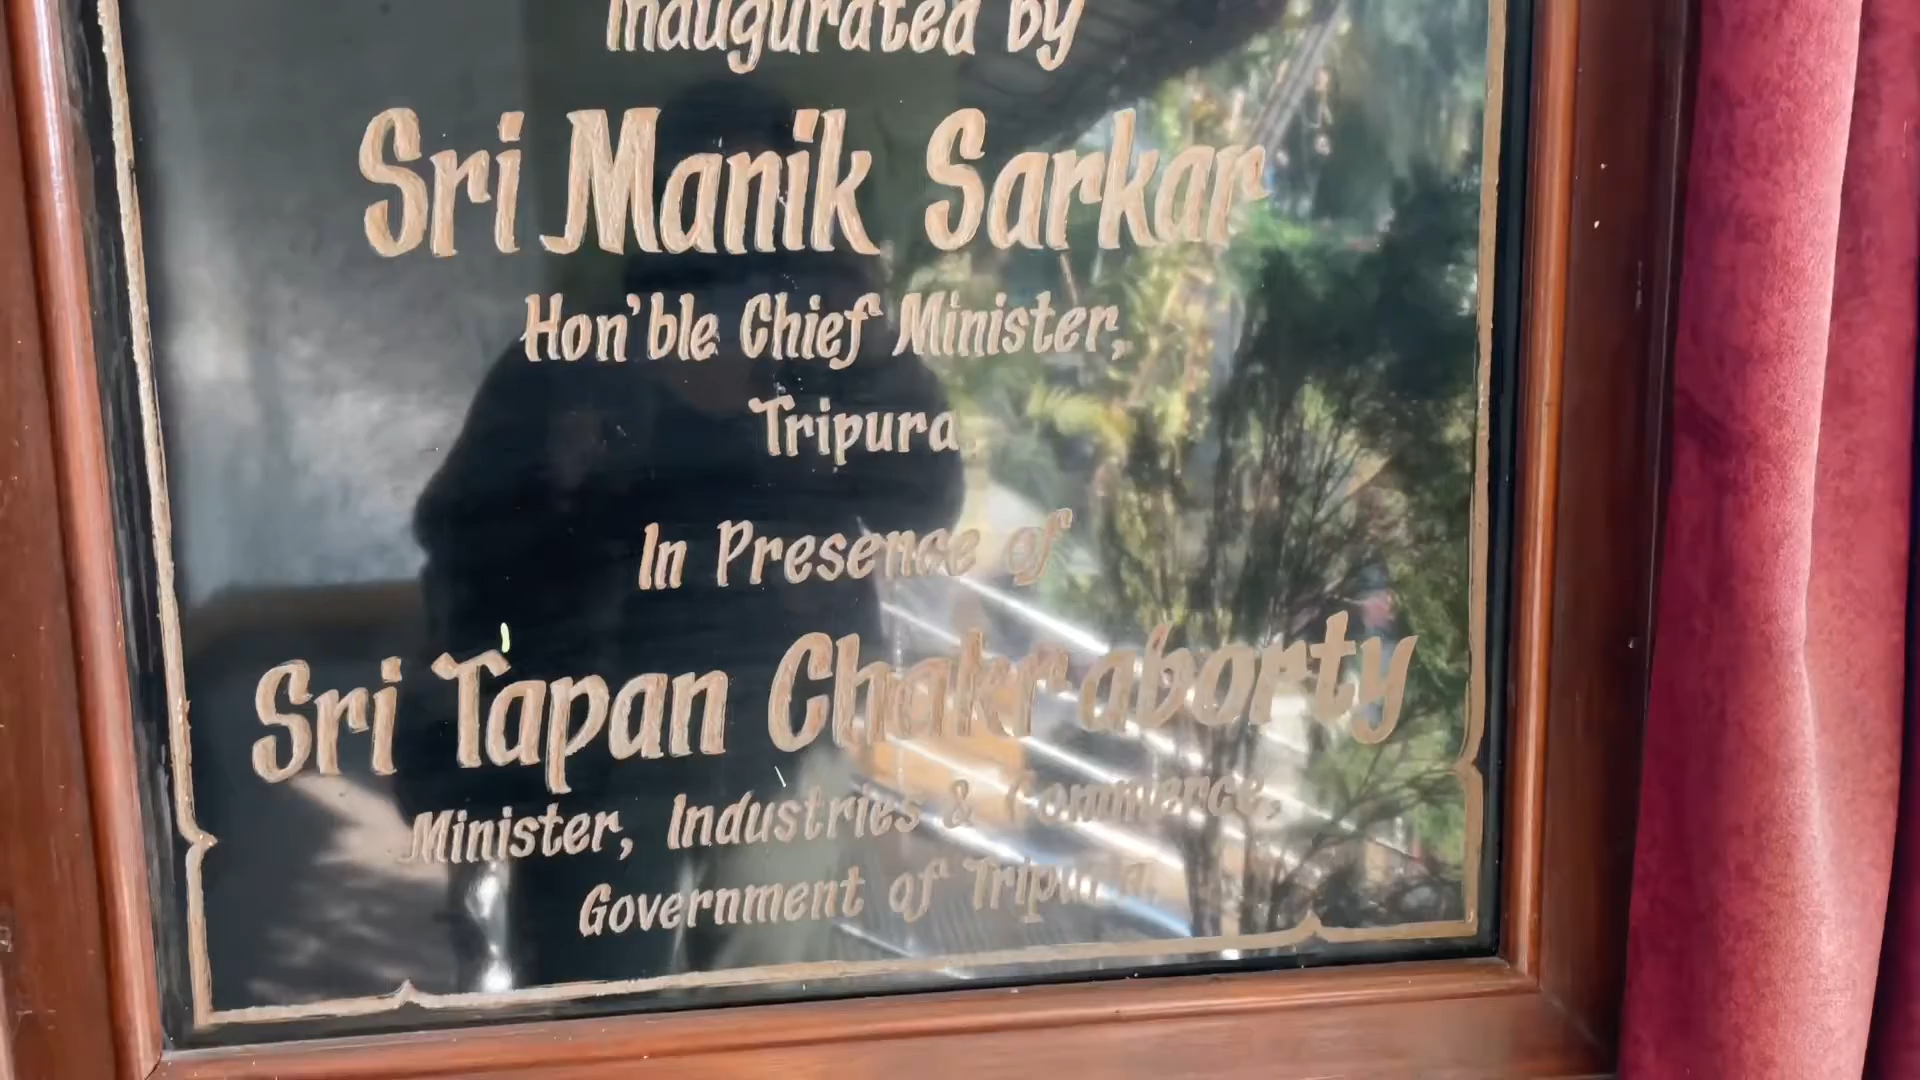 Inaugurated by
Sri Manik Sarkar
Hon'ble Chief Minister,
Tripura
In Presence of
Sri Tapan Chakraborty
Minister, Industries & Commerce,
Government of Tripura.